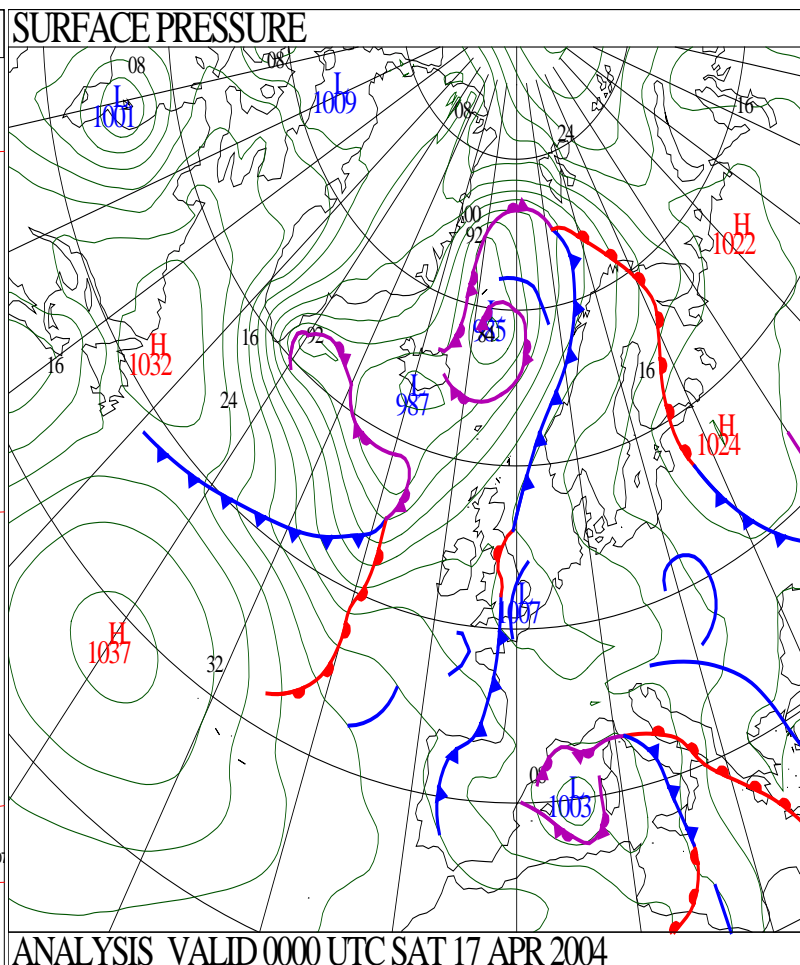 SURFACE PRESSURE
08
08
L
1001
L
1009
08
16
24
00
92
H
1022
L
985
16
92
H
1032
16
16
24
L
987
H
1024
L
1007
H
1037
32
L
1003
ANALYSIS VALID 0000 UTC SAT 17 APR 2004